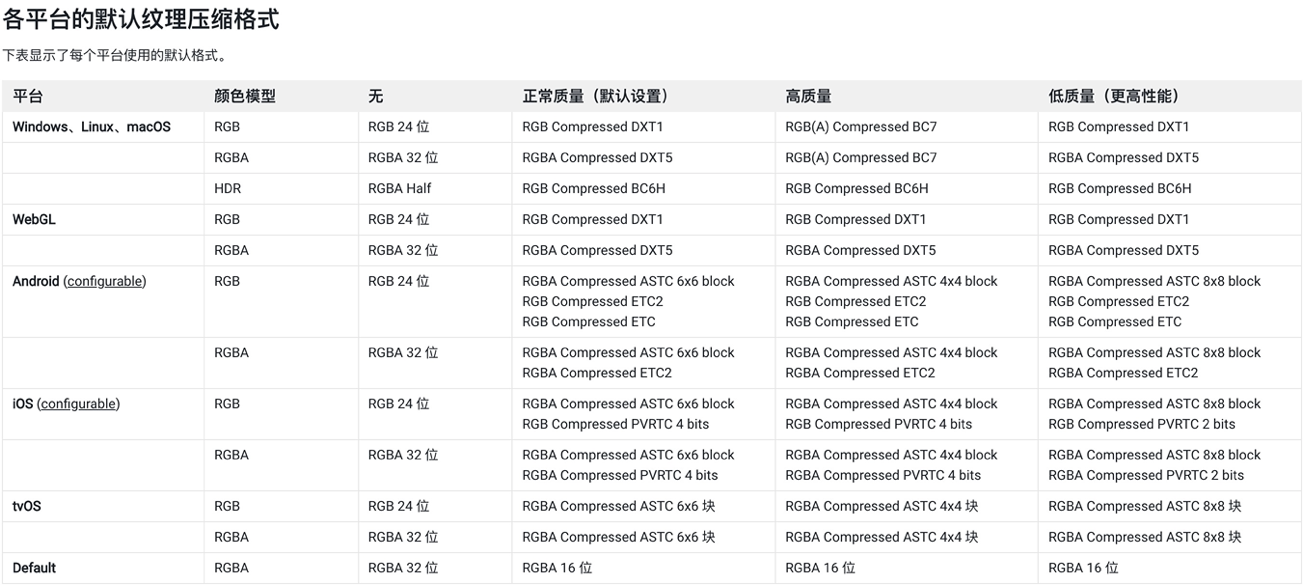 各平台的默认纹理压缩格式
下表显示了每个平台使用的默认格式。
平台 颜色模型 无 正常质量（默认设置） 高质量 低质量（更高性能）
Windows、Linux、macOS RGB RGB 24 位 RGB Compressed DXT1 RGB(A) Compressed BC7 RGB Compressed DXT1
RGBA RGBA 32 位 RGBA Compressed DXT5 RGB(A) Compressed BC7 RGBA Compressed DXT5
HDR RGBA Half RGB Compressed BC6H RGB Compressed BC6H RGB Compressed BC6H
WebGL RGB RGB 24 位 RGB Compressed DXT1 RGB Compressed DXT1 RGB Compressed DXT1
RGBA RGBA 32 位 RGBA Compressed DXT5 RGBA Compressed DXT5 RGBA Compressed DXT5
Android (configurable) RGB RGB 24 位 RGBA Compressed ASTC 6x6 block RGBA Compressed ASTC 4x4 block RGBA Compressed ASTC 8x8 block
RGB Compressed ETC2 RGB Compressed ETC2 RGB Compressed ETC2
RGB Compressed ETC RGB Compressed ETC RGB Compressed ETC
RGBA RGBA 32 位 RGBA Compressed ASTC 6x6 block RGBA Compressed ASTC 4x4 block RGBA Compressed ASTC 8x8 block
RGBA Compressed ETC2 RGBA Compressed ETC2 RGBA Compressed ETC2
iOS (configurable) RGB RGB 24 位 RGBA Compressed ASTC 6x6 block RGBA Compressed ASTC 4x4 block RGBA Compressed ASTC 8x8 block
RGB Compressed PVRTC 4 bits RGB Compressed PVRTC 4 bits RGB Compressed PVRTC 2 bits
RGBA RGBA 32 位 RGBA Compressed ASTC 6x6 block RGBA Compressed ASTC 4x4 block RGBA Compressed ASTC 8x8 block
RGBA Compressed PVRTC 4 bits RGBA Compressed PVRTC 4 bits RGBA Compressed PVRTC 2 bits
tvOS RGB RGB 24 位 RGBA Compressed ASTC 6x6 块 RGBA Compressed ASTC 4x4 块 RGBA Compressed ASTC 8x8 块
RGBA RGBA 32 位 RGBA Compressed ASTC 6x6 块 RGBA Compressed ASTC 4x4 块 RGBA Compressed ASTC 8x8 块
Default RGBA RGBA 32 位 RGBA 16 位 RGBA 16 位 RGBA 16 位